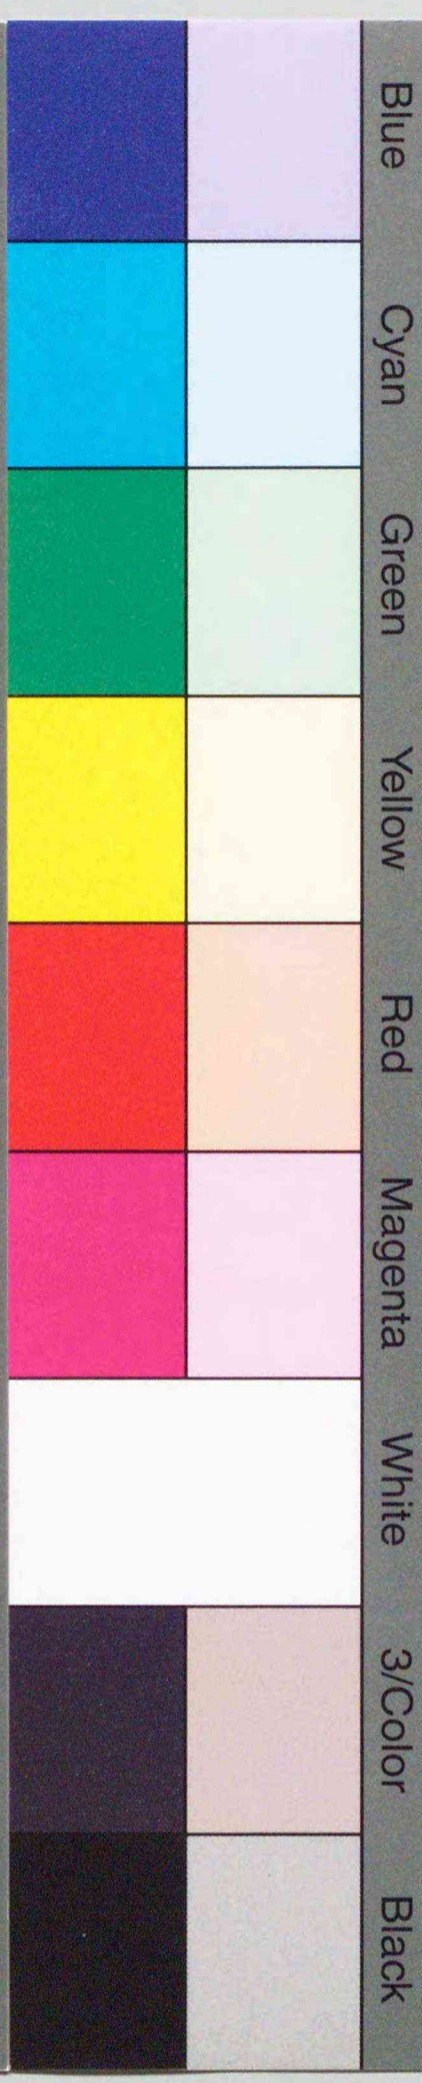 Blue
Cyan
Green
Yellow
Red
Magenta
White
3/Color
Black